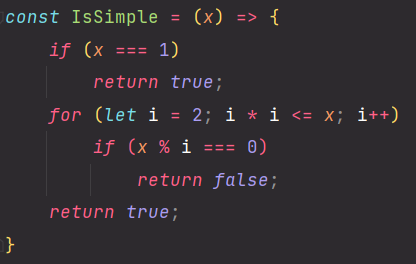 const IsSimple = (x) => {
    if (x === 1)
        return true;
    for (let i = 2; i * i <= x; i++)
        if (x % i === 0)
            return false;
    return true;
}